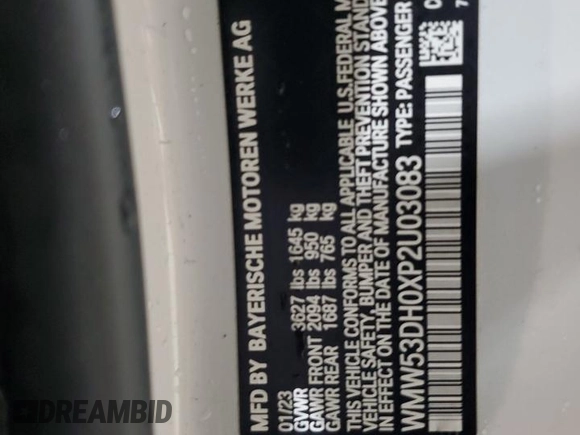 MFD BY BAYERISCHE MOTOREN WERKE AG
01/23
GVWR 3627 lbs 1645 kg
GAWR FRONT 2094 lbs 950 kg
GAWR REAR 1687 lbs 765 kg
THIS VEHICLE CONFORMS TO ALL APPLICABLE U.S. FEDERAL M
VEHICLE SAFETY, BUMPER AND THEFT PREVENTION STAND
IN EFFECT ON THE DATE OF MANUFACTURE SHOWN ABOVE
WMW53DH0XP2U03083 TYPE: PASSENGER
DREAMBID